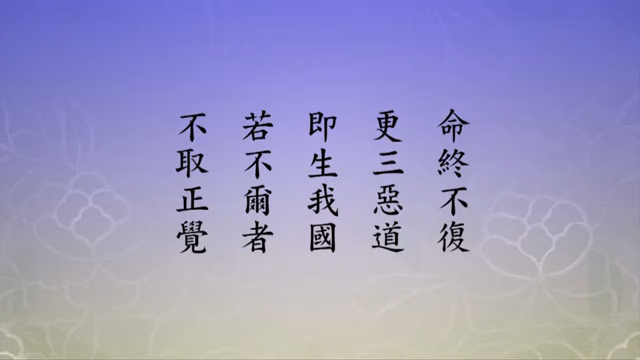 命終不復
更三惡道
即生我國
若不爾者
不取正覺